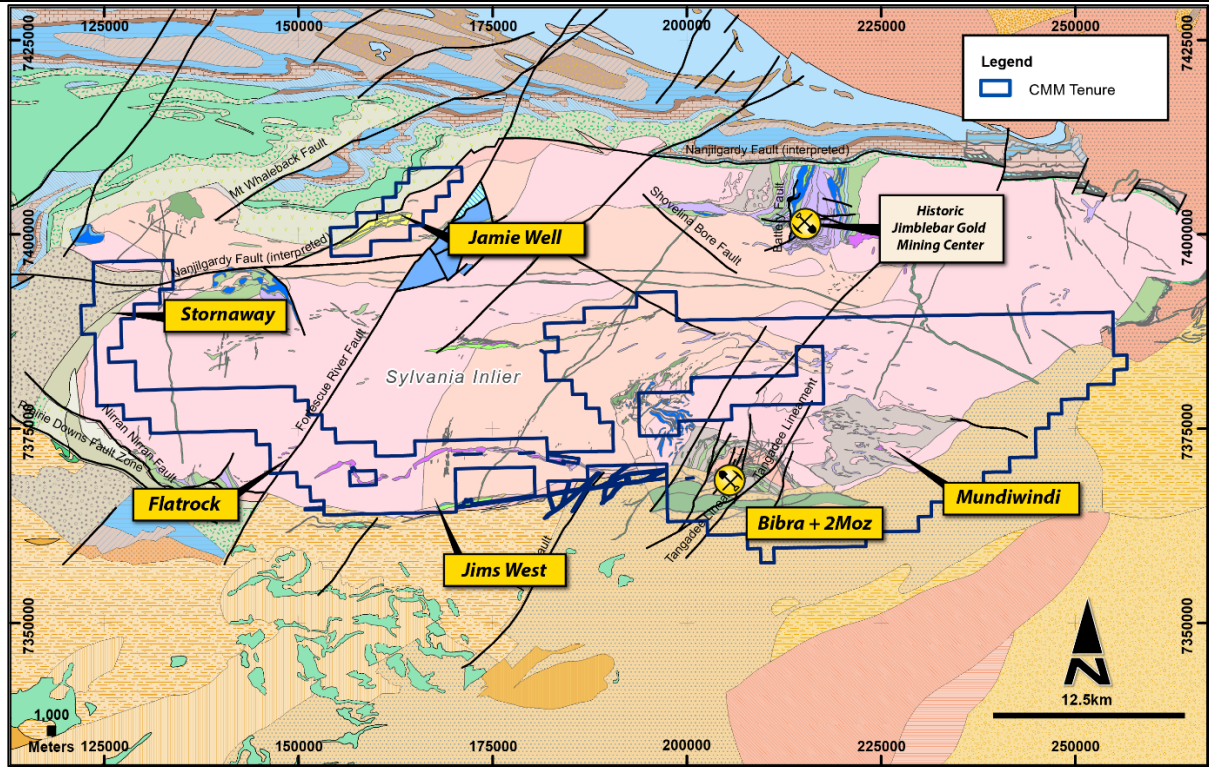 125000 150000 175000 200000 225000 250000
7425000
7425000
Legend
CMM Tenure
Mt Whaleback Fault
Nanjilgardy Fault (interpreted)
Shovelina Bore Fault
Battery Fault
Historic
Jimblebar Gold
Mining Center
7400000
7400000
Jamie Well
Nanjilgardy Fault (interpreted)
Stornaway
Fortescue River Fault
Sylvania Inlier
7375000
7375000
Nirran Nirran Fault
Prairie Downs Fault Zone
Tangadee Lineament
Tangadee Lineament
Flatrock
Bibra + 2Moz
Mundiwindi
Jims West
Fault
7350000
7350000
N
12.5km
1,000
Meters
125000 150000 175000 200000 225000 250000